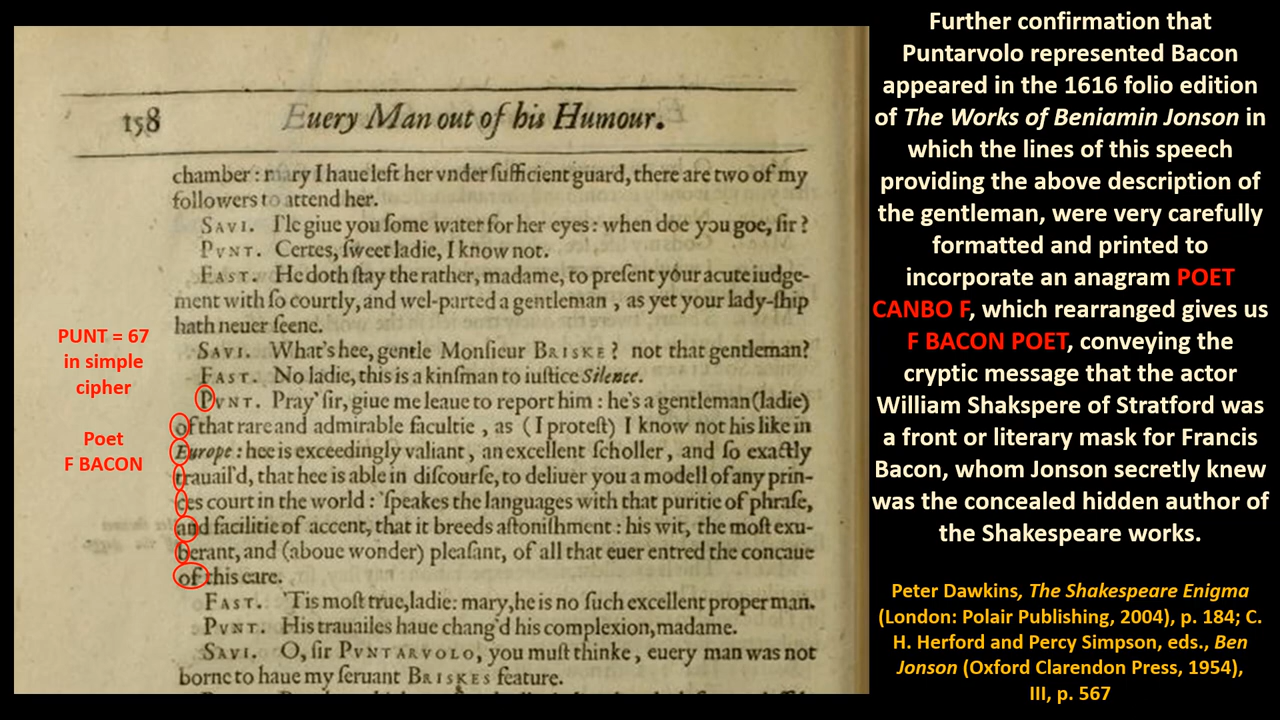 158 Euery Man out of his Humour.
chamber : mary I haue left her vnder ſufficient guard, there are two of my
followers to attend her.
SAVI. I'le giue you ſome water for her eyes : when doe you goe, ſir ?
PVNT. Certes, ſweet ladie, I know not.
FAST. He doth ſtay the rather, madame, to preſent your acute iudge-
ment with ſo courtly, and wel-parted a gentleman , as yet your lady-ſhip
hath neuer ſeene.
SAVI. What's hee, gentle Monſieur BRISKE ? not that gentleman?
FAST. No ladie, this is a kinſman to iuſtice Silence.
PVNT. Pray' ſir, giue me leaue to report him : he's a gentleman (ladie)
of that rare and admirable facultie , as ( I proteſt) I know not his like in
Europe : hee is exceedingly valiant , an excellent ſcholler , and ſo exactly
trauail'd, that hee is able in diſcourſe, to deliuer you a modell of any prin-
ces court in the world : 'ſpeakes the languages with that puritie of phraſe,
and facilitie of accent, that it breeds aſtoniſhment : his wit, the moſt exu-
berant, and (aboue wonder) pleaſant, of all that euer entred the concaue
of this eare.
FAST. 'Tis moſt true,ladie: mary,he is no ſuch excellent proper man.
PVNT. His trauailes haue chang'd his complexion,madame.
SAVI. O, ſir PVNTARVOLO, you muſt thinke , euery man was not
borne to haue my ſeruant BRISKES feature.
PUNT = 67
in simple
cipher
Poet
F BACON
Further confirmation that
Puntarvolo represented Bacon
appeared in the 1616 folio edition
of The Works of Beniamin Jonson in
which the lines of this speech
providing the above description of
the gentleman, were very carefully
formatted and printed to
incorporate an anagram POET
CANBO F, which rearranged gives us
F BACON POET, conveying the
cryptic message that the actor
William Shakspere of Stratford was
a front or literary mask for Francis
Bacon, whom Jonson secretly knew
was the concealed hidden author of
the Shakespeare works.
Peter Dawkins, The Shakespeare Enigma
(London: Polair Publishing, 2004), p. 184; C.
H. Herford and Percy Simpson, eds., Ben
Jonson (Oxford Clarendon Press, 1954),
III, p. 567